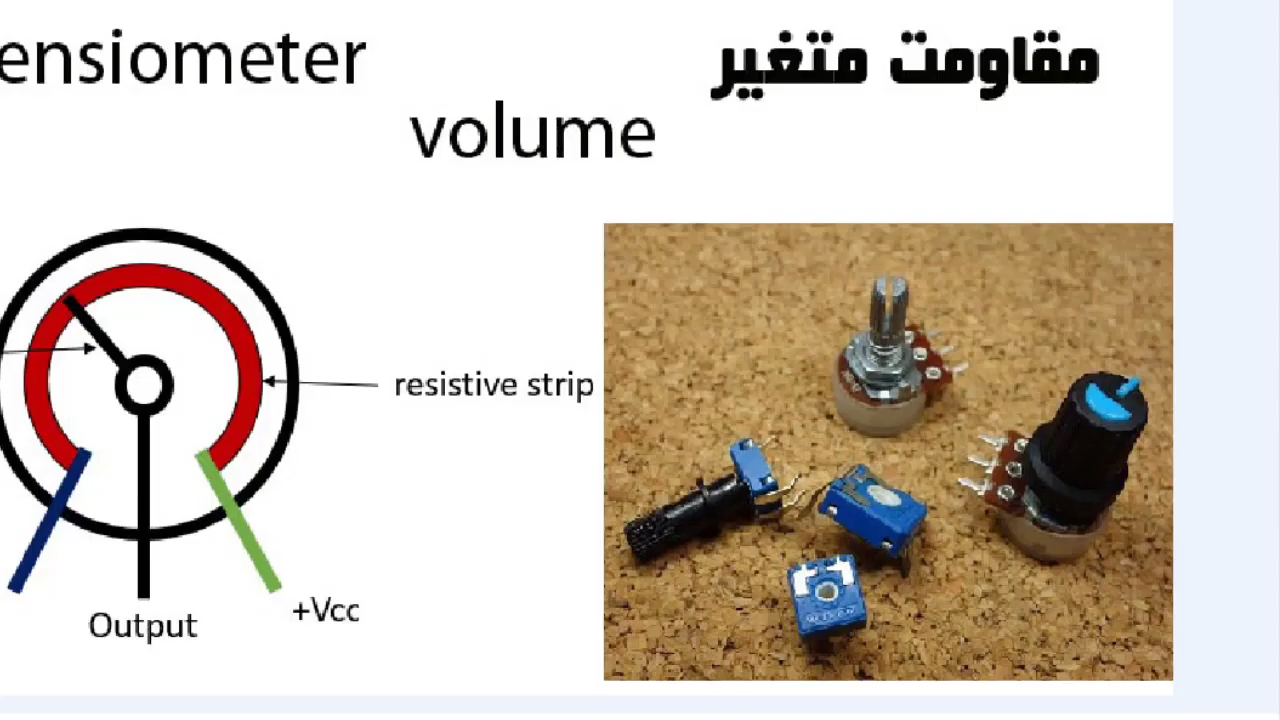 ensiometer
مقاومت متغیر
volume
resistive strip
Output
+Vcc